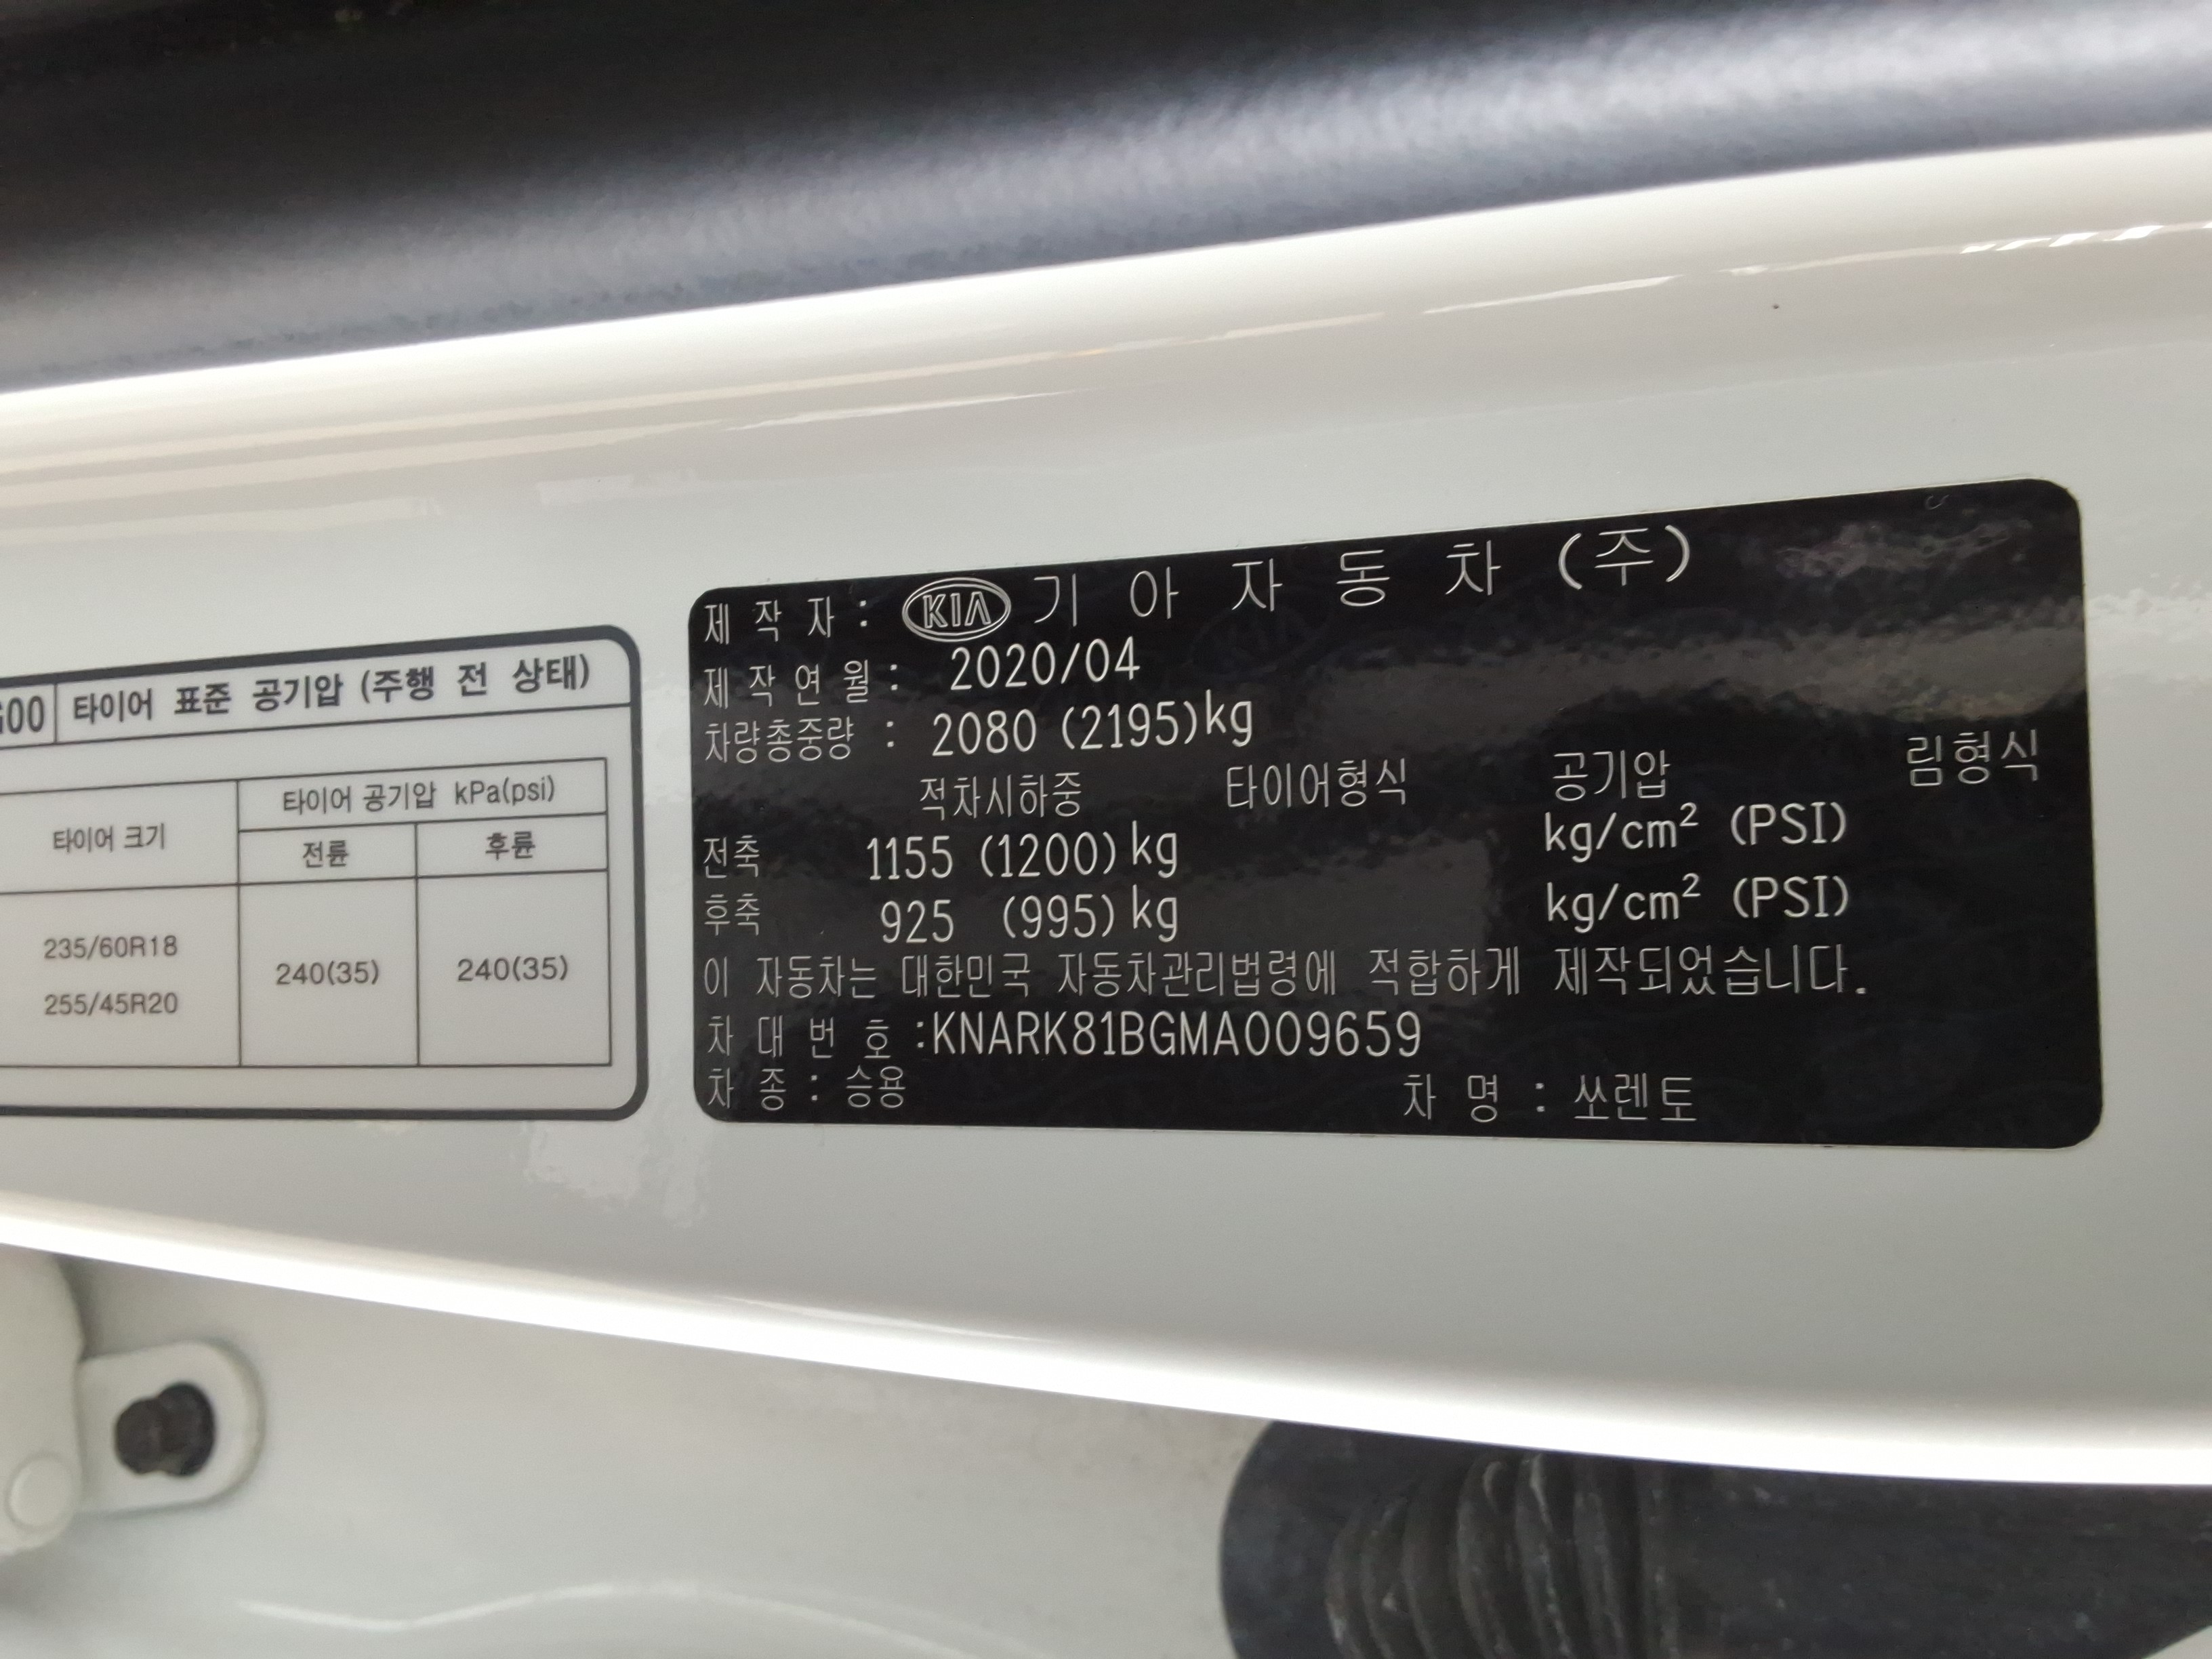 타이어 표준 공기압 (주행 전 상태)
타이어 크기
타이어 공기압 kPa(psi)
전륜 후륜
235/60R18
255/45R20
240(35) 240(35)
제 작 자 : KIA 기 아 자 동 차 (주)
제 작 연 월 : 2020/04
차량총중량 : 2080 (2195)kg
적차시하중 타이어형식 공기압 림형식
전축 1155 (1200) kg kg/cm² (PSI)
후축 925 (995) kg kg/cm² (PSI)
이 자동차는 대한민국 자동차관리법령에 적합하게 제작되었습니다.
차 대 번 호 :KNARK81BGMA009659
차 종 : 승용 차 명 : 쏘렌토